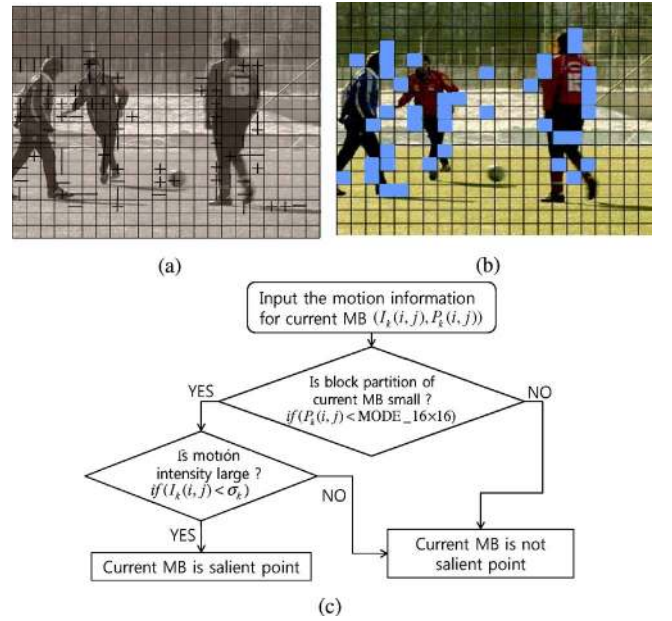 (a)
(b)
Input the motion information
for current MB (I_k(i, j), P_k(i, j))
Is block partition of
current MB small ?
if(P_k(i, j) < MODE_16×16)
YES
NO
Is motion
intensity large ?
if(I_k(i, j) < σ_k)
NO
YES
Current MB is salient point
Current MB is not
salient point
(c)